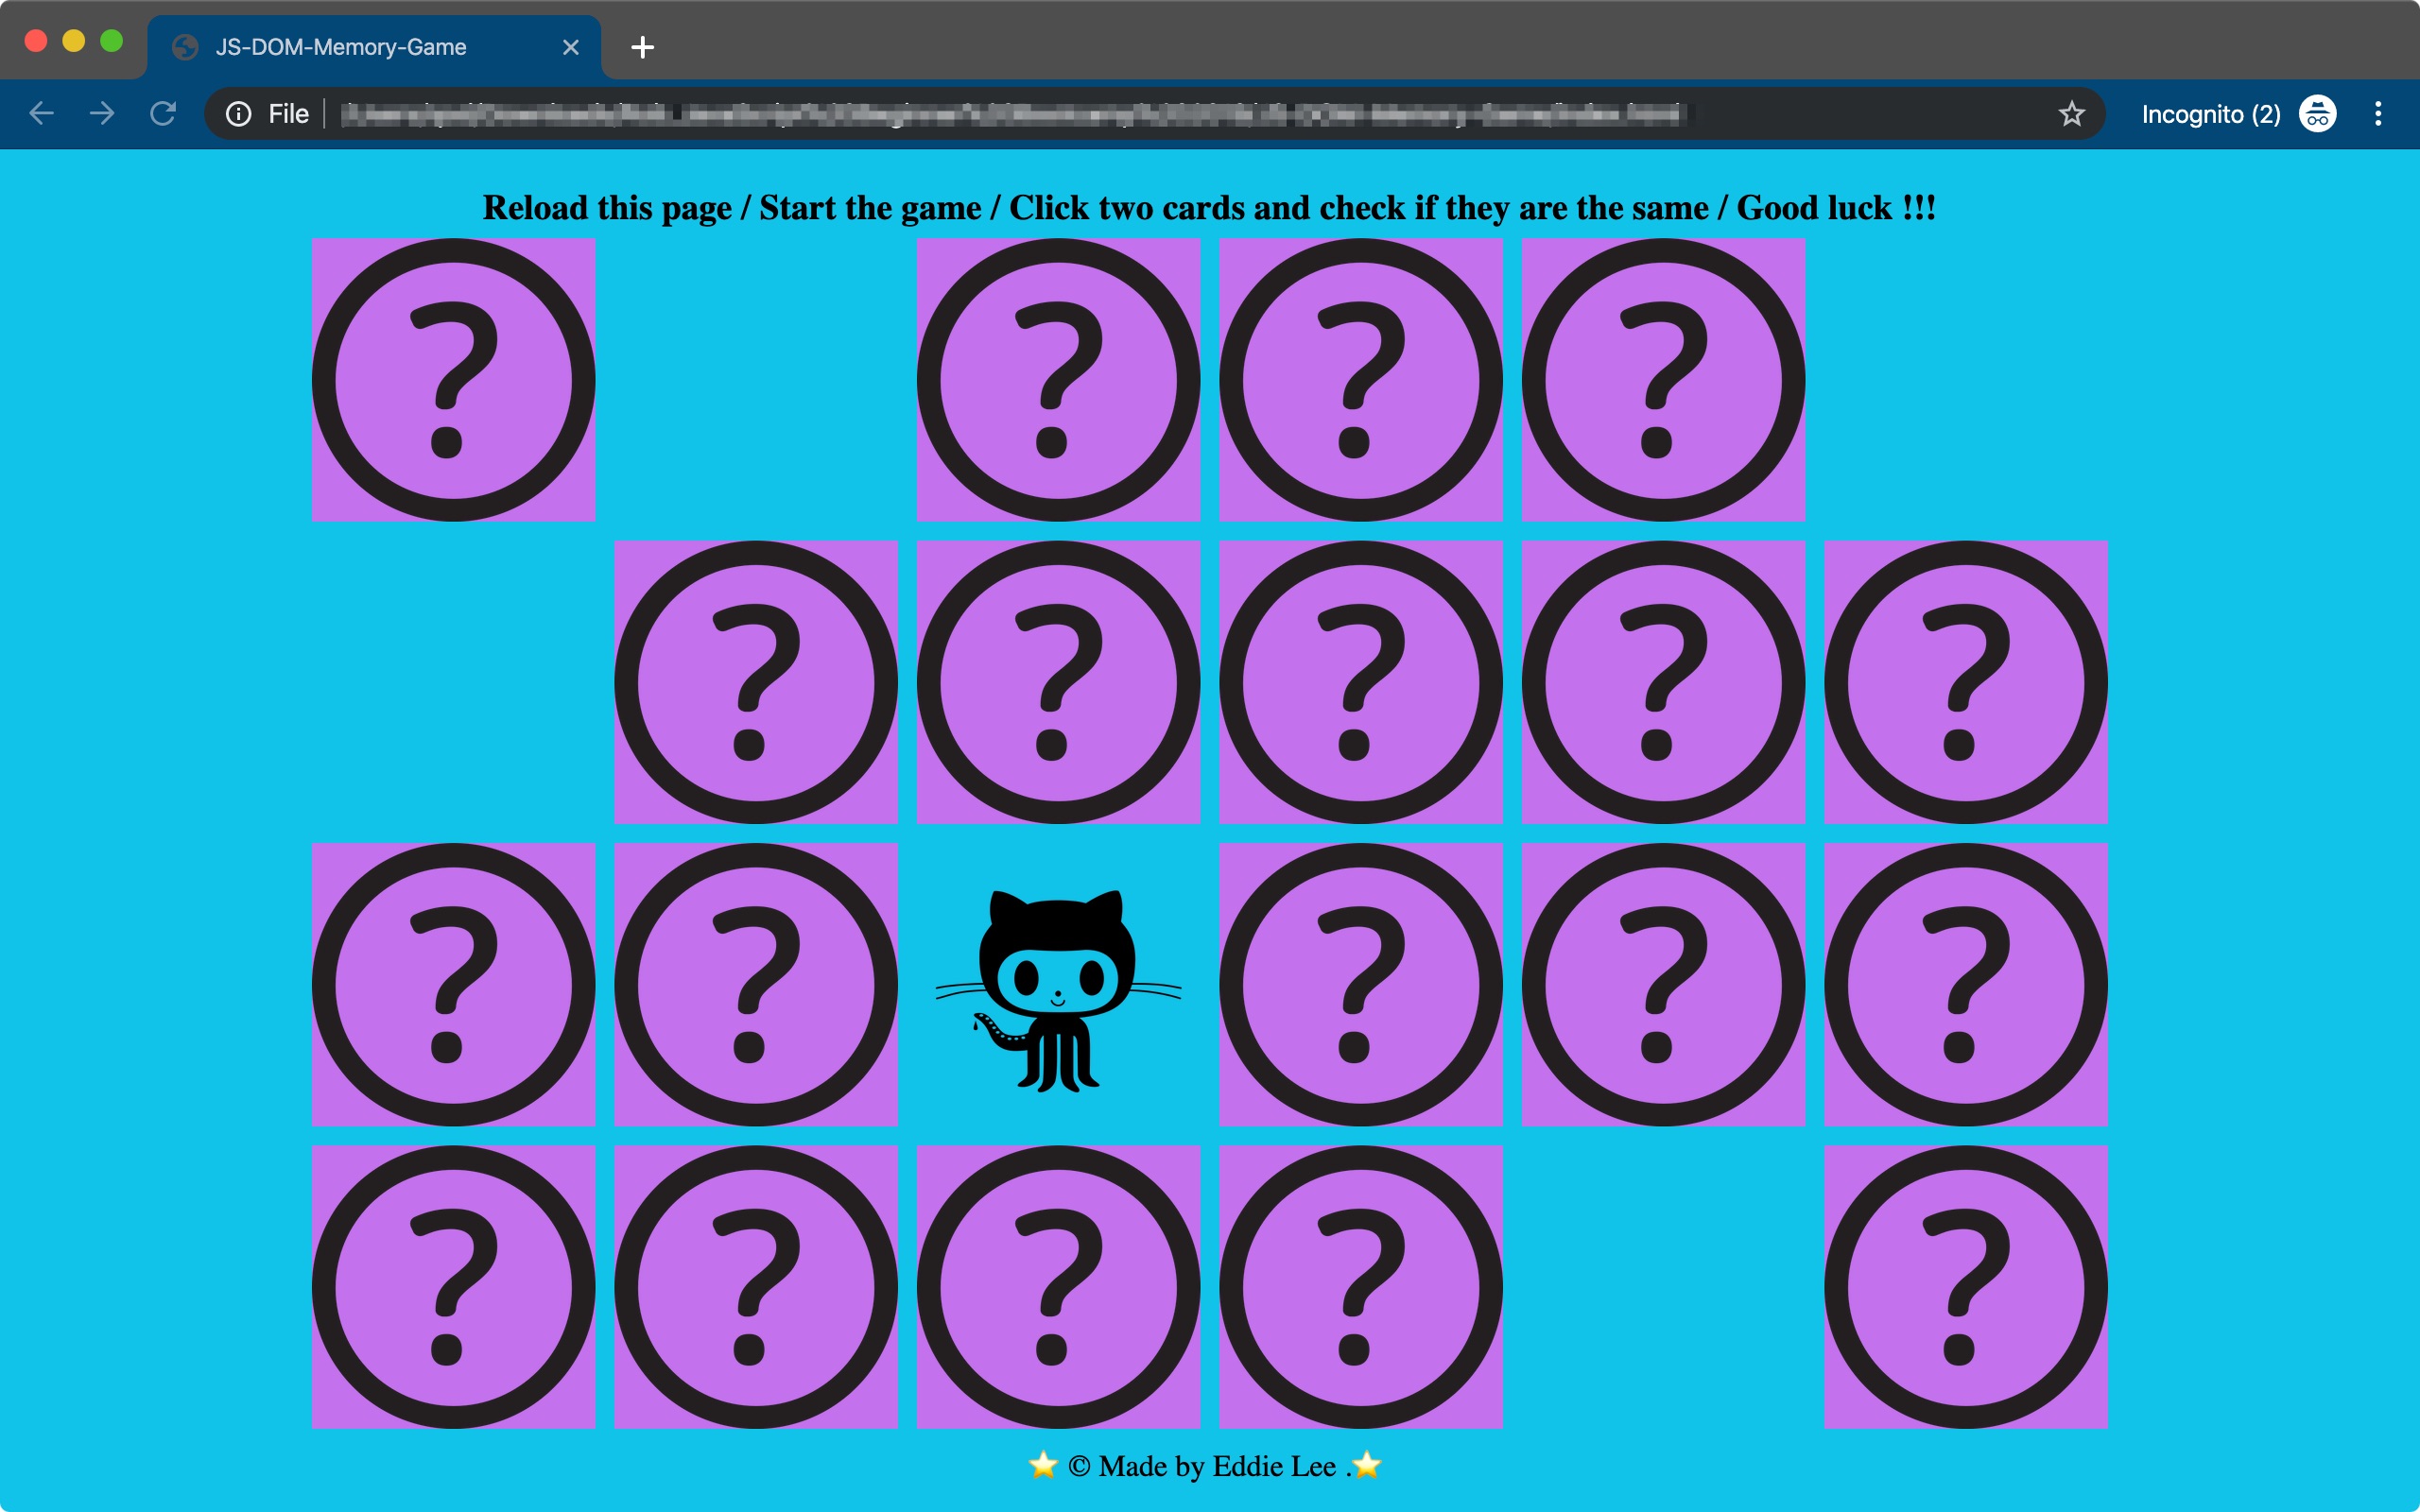 JS-DOM-Memory-Game
File
Incognito (2)
Reload this page / Start the game / Click two cards and check if they are the same / Good luck !!!
? ? ? ?
? ? ? ? ?
? ? ? ? ?
? ? ? ? ?
⭐ © Made by Eddie Lee .⭐